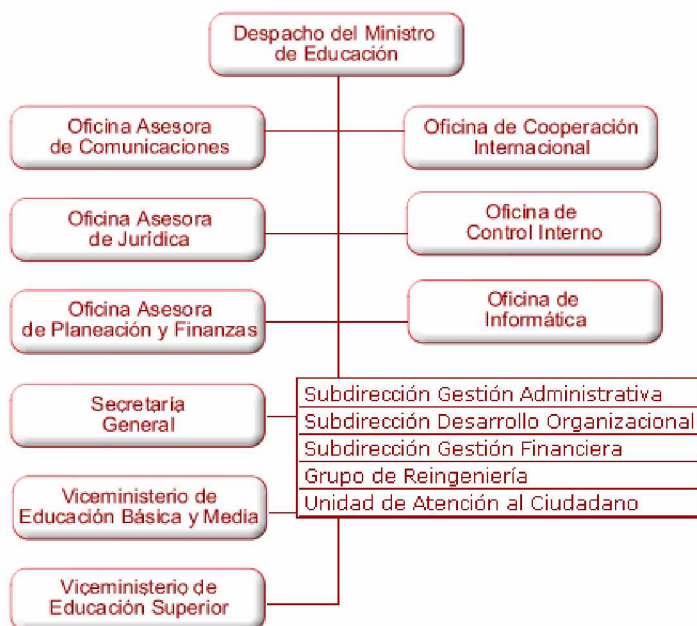 Despacho del Ministro
de Educación
Oficina Asesora
de Comunicaciones
Oficina de Cooperación
Internacional
Oficina Asesora
de Jurídica
Oficina de
Control Interno
Oficina Asesora
de Planeación y Finanzas
Oficina de
Informática
Secretaría
General
Subdirección Gestión Administrativa
Subdirección Desarrollo Organizacional
Subdirección Gestión Financiera
Grupo de Reingeniería
Unidad de Atención al Ciudadano
Viceministerio de
Educación Básica y Media
Viceministerio de
Educación Superior